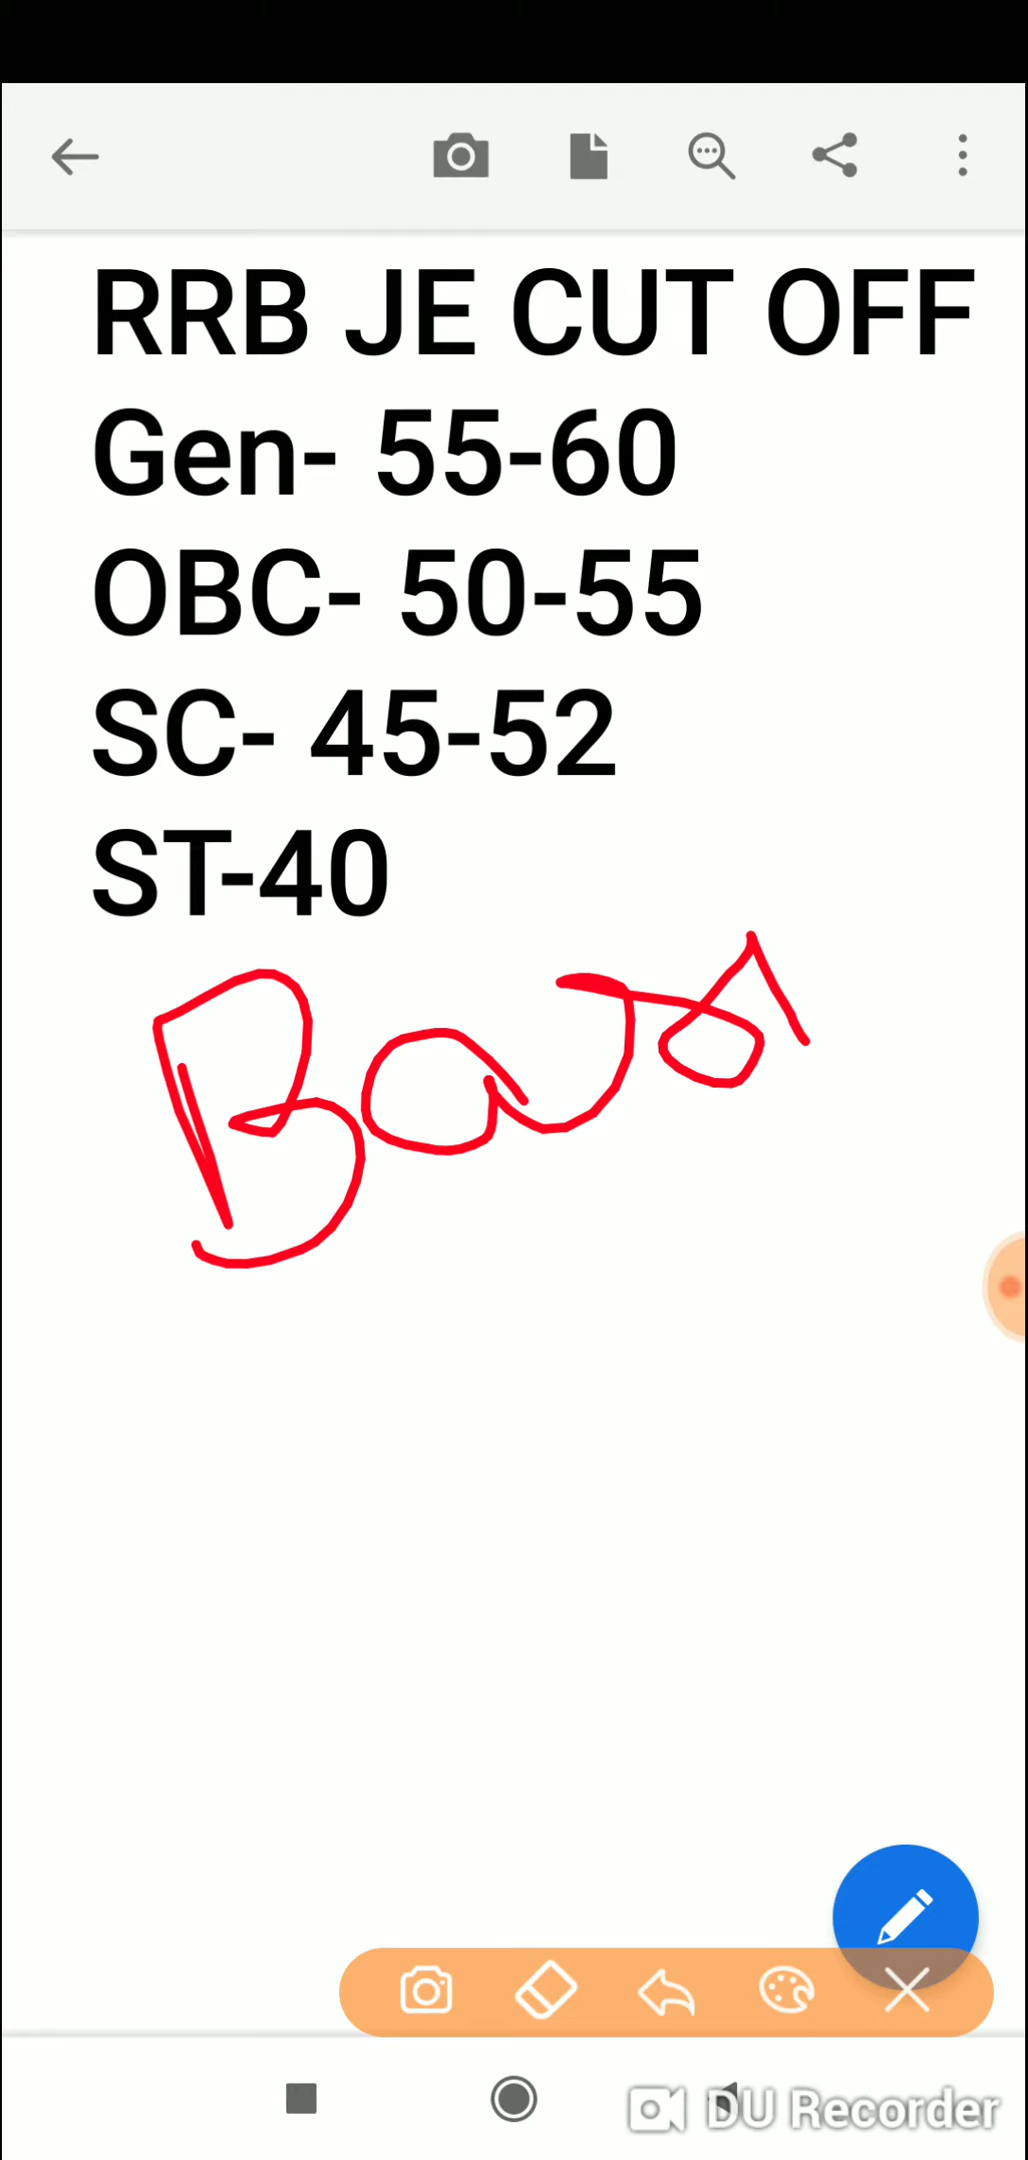 RRB JE CUT OFF
Gen- 55-60
OBC- 50-55
SC- 45-52
ST-40
DU Recorder